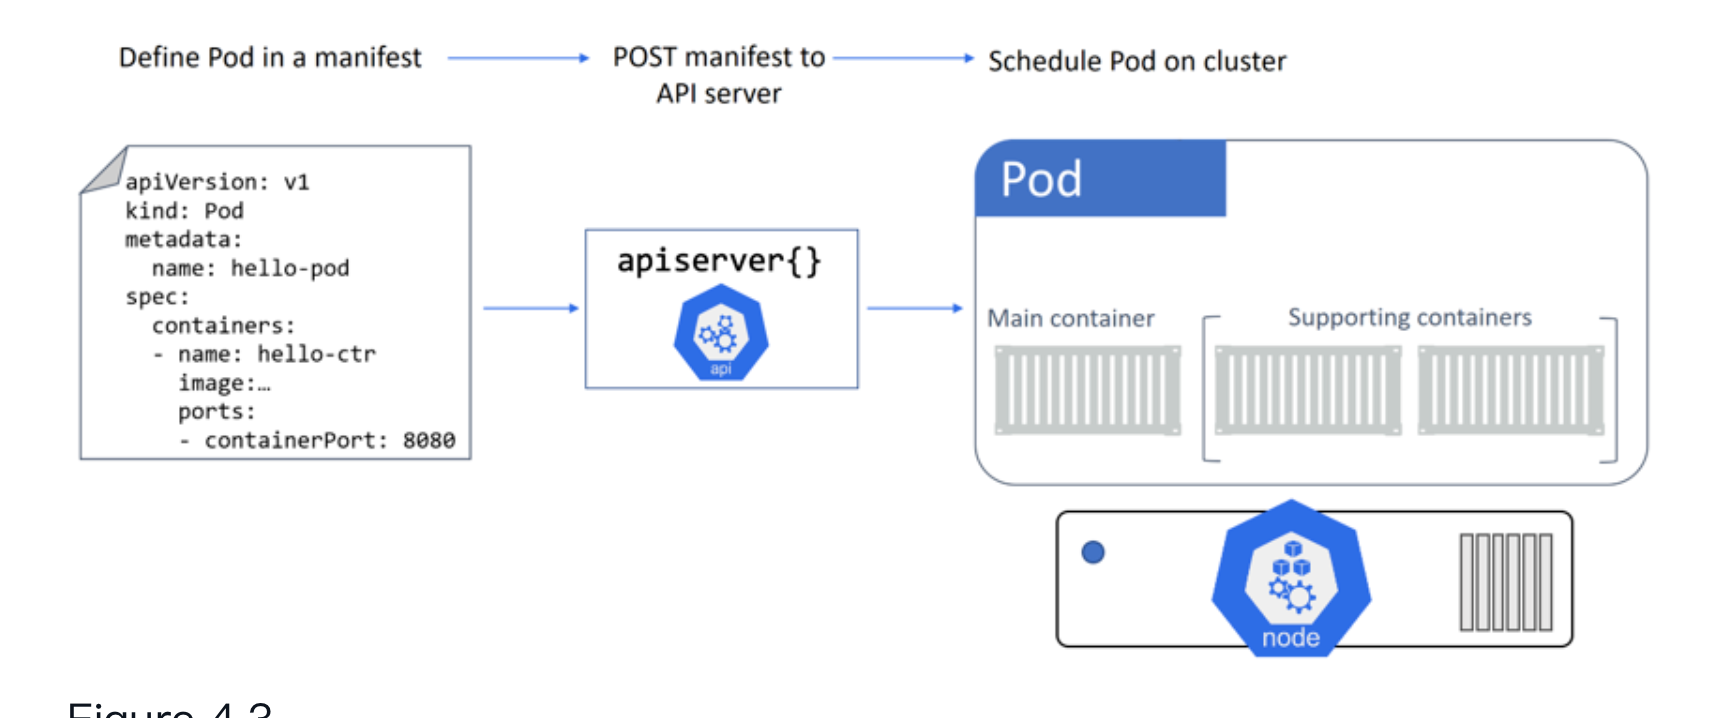 Define Pod in a manifest
POST manifest to
API server
Schedule Pod on cluster
apiVersion: v1
kind: Pod
metadata:
  name: hello-pod
spec:
  containers:
  - name: hello-ctr
    image:…
    ports:
    - containerPort: 8080
apiserver{}
api
Pod
Main container
Supporting containers
node
Figure 4.3